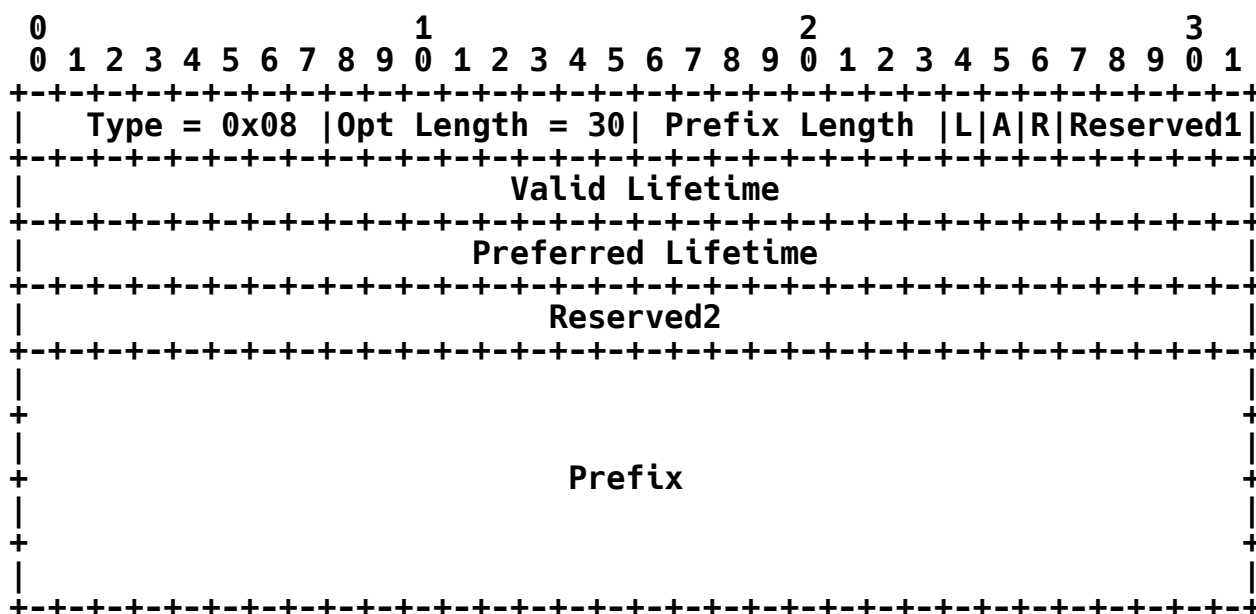 0                   1                   2                   3
 0 1 2 3 4 5 6 7 8 9 0 1 2 3 4 5 6 7 8 9 0 1 2 3 4 5 6 7 8 9 0 1
+-+-+-+-+-+-+-+-+-+-+-+-+-+-+-+-+-+-+-+-+-+-+-+-+-+-+-+-+-+-+-+-+
|   Type = 0x08 |Opt Length = 30| Prefix Length |L|A|R|Reserved1|
+-+-+-+-+-+-+-+-+-+-+-+-+-+-+-+-+-+-+-+-+-+-+-+-+-+-+-+-+-+-+-+-+
|                         Valid Lifetime                        |
+-+-+-+-+-+-+-+-+-+-+-+-+-+-+-+-+-+-+-+-+-+-+-+-+-+-+-+-+-+-+-+-+
|                       Preferred Lifetime                      |
+-+-+-+-+-+-+-+-+-+-+-+-+-+-+-+-+-+-+-+-+-+-+-+-+-+-+-+-+-+-+-+-+
|                           Reserved2                           |
+-+-+-+-+-+-+-+-+-+-+-+-+-+-+-+-+-+-+-+-+-+-+-+-+-+-+-+-+-+-+-+-+
|                                                               |
+                                                               +
|                                                               |
+                            Prefix                             +
|                                                               |
+                                                               +
|                                                               |
+-+-+-+-+-+-+-+-+-+-+-+-+-+-+-+-+-+-+-+-+-+-+-+-+-+-+-+-+-+-+-+-+